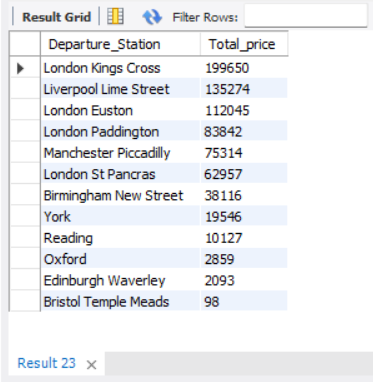 Result Grid Filter Rows:
Departure_Station Total_price
London Kings Cross 199650
Liverpool Lime Street 135274
London Euston 112045
London Paddington 83842
Manchester Piccadilly 75314
London St Pancras 62957
Birmingham New Street 38116
York 19546
Reading 10127
Oxford 2859
Edinburgh Waverley 2093
Bristol Temple Meads 98
Result 23 ×